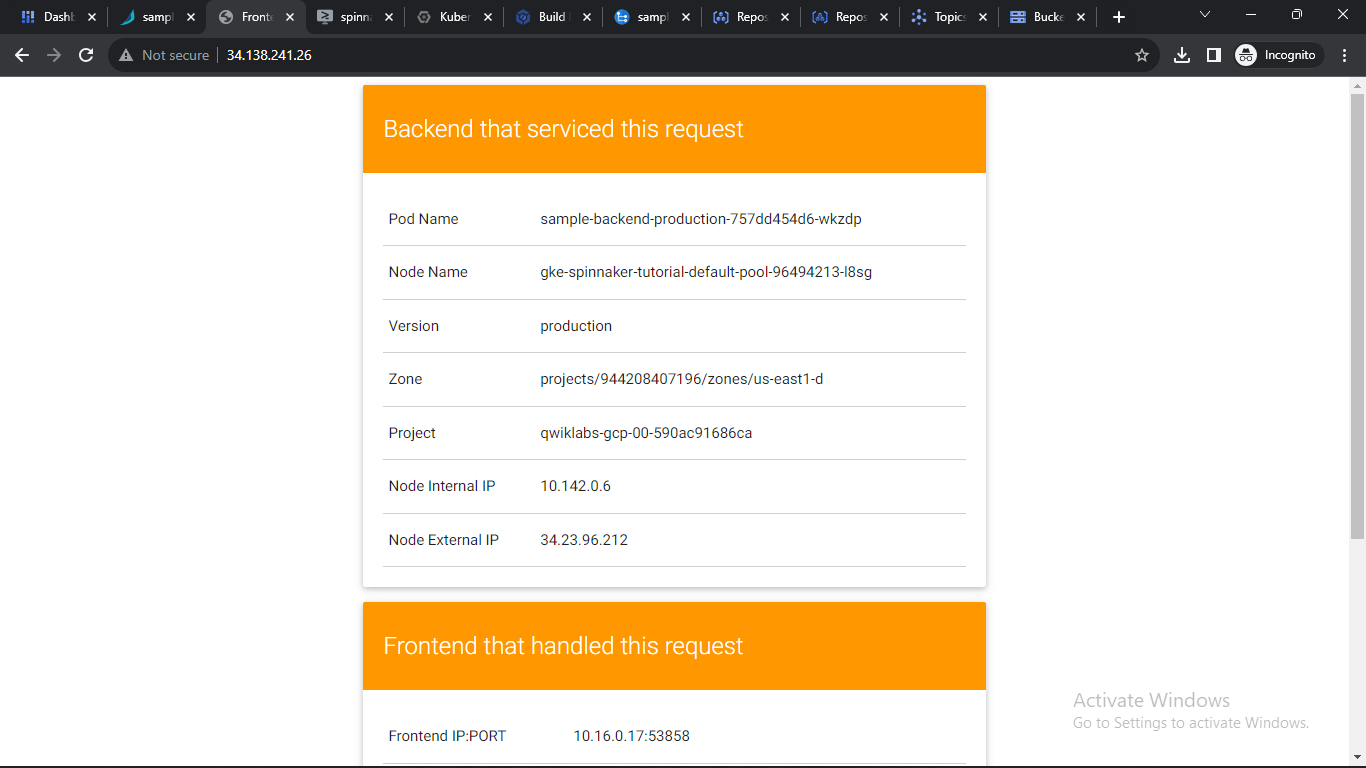 Dashb
sampl
Fronte
spinna
Kuber
Build
sampl
Repos
Repos
Topics
Bucke
Not secure
34.138.241.26
Incognito
Backend that serviced this request
Pod Name sample-backend-production-757dd454d6-wkzdp
Node Name gke-spinnaker-tutorial-default-pool-96494213-l8sg
Version production
Zone projects/944208407196/zones/us-east1-d
Project qwiklabs-gcp-00-590ac91686ca
Node Internal IP 10.142.0.6
Node External IP 34.23.96.212
Frontend that handled this request
Frontend IP:PORT 10.16.0.17:53858
Activate Windows
Go to Settings to activate Windows.